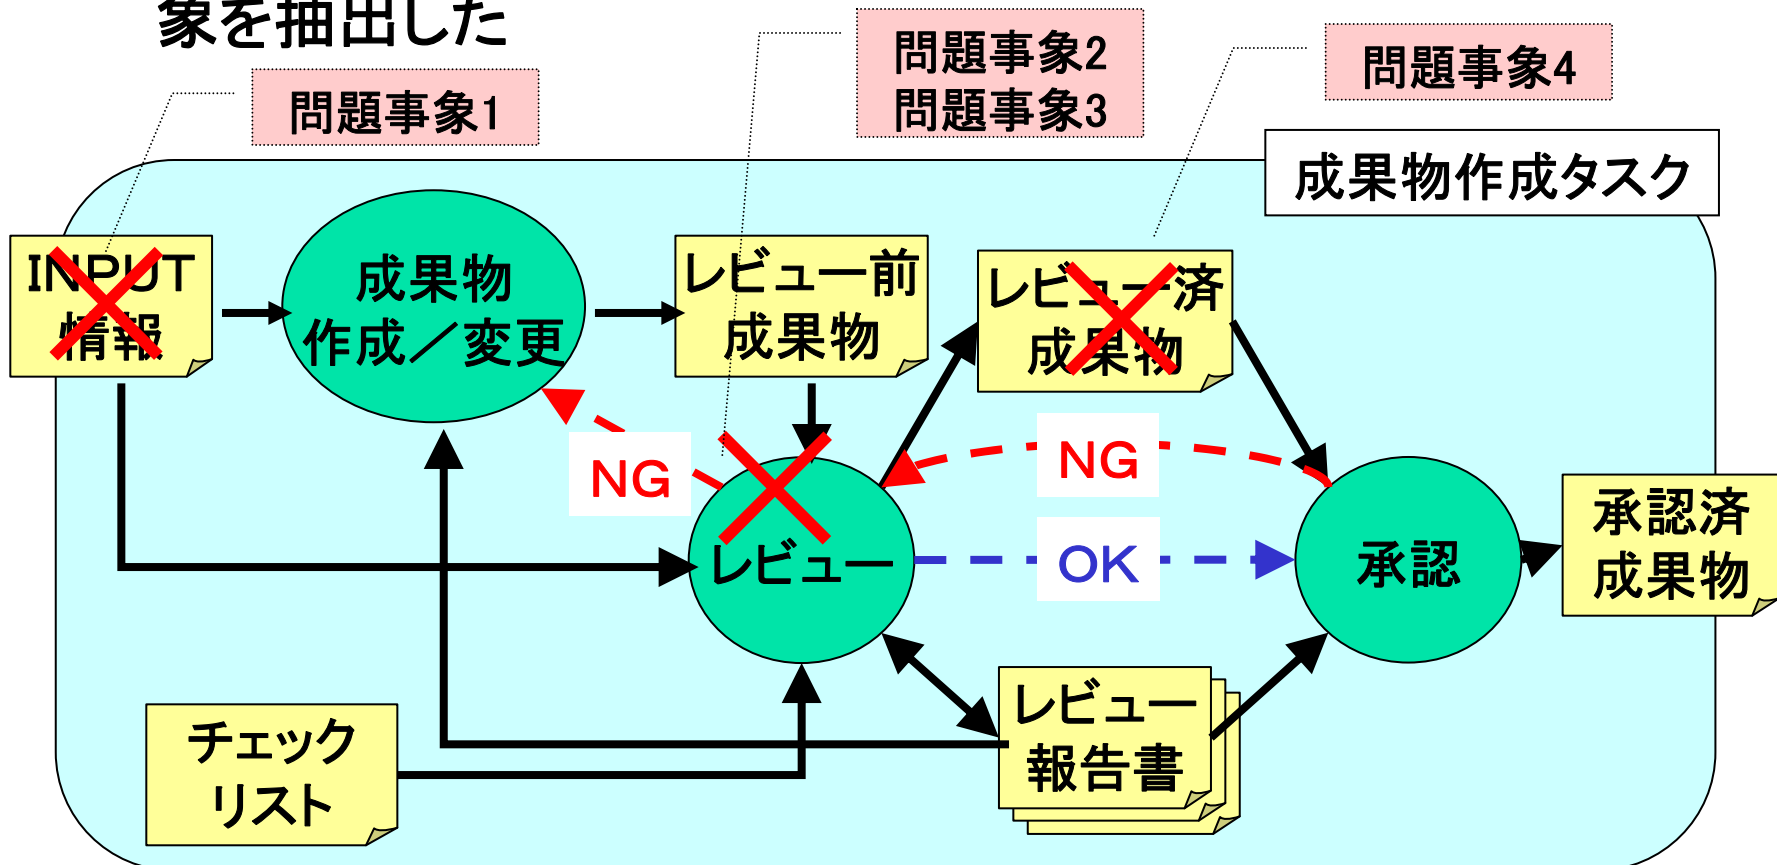 象を抽出した
問題事象1
問題事象2
問題事象3
問題事象4
成果物作成タスク
INPUT
情報
成果物
作成／変更
レビュー前
成果物
レビュー済
成果物
NG
NG
OK
レビュー
承認
承認済
成果物
チェック
リスト
レビュー
報告書